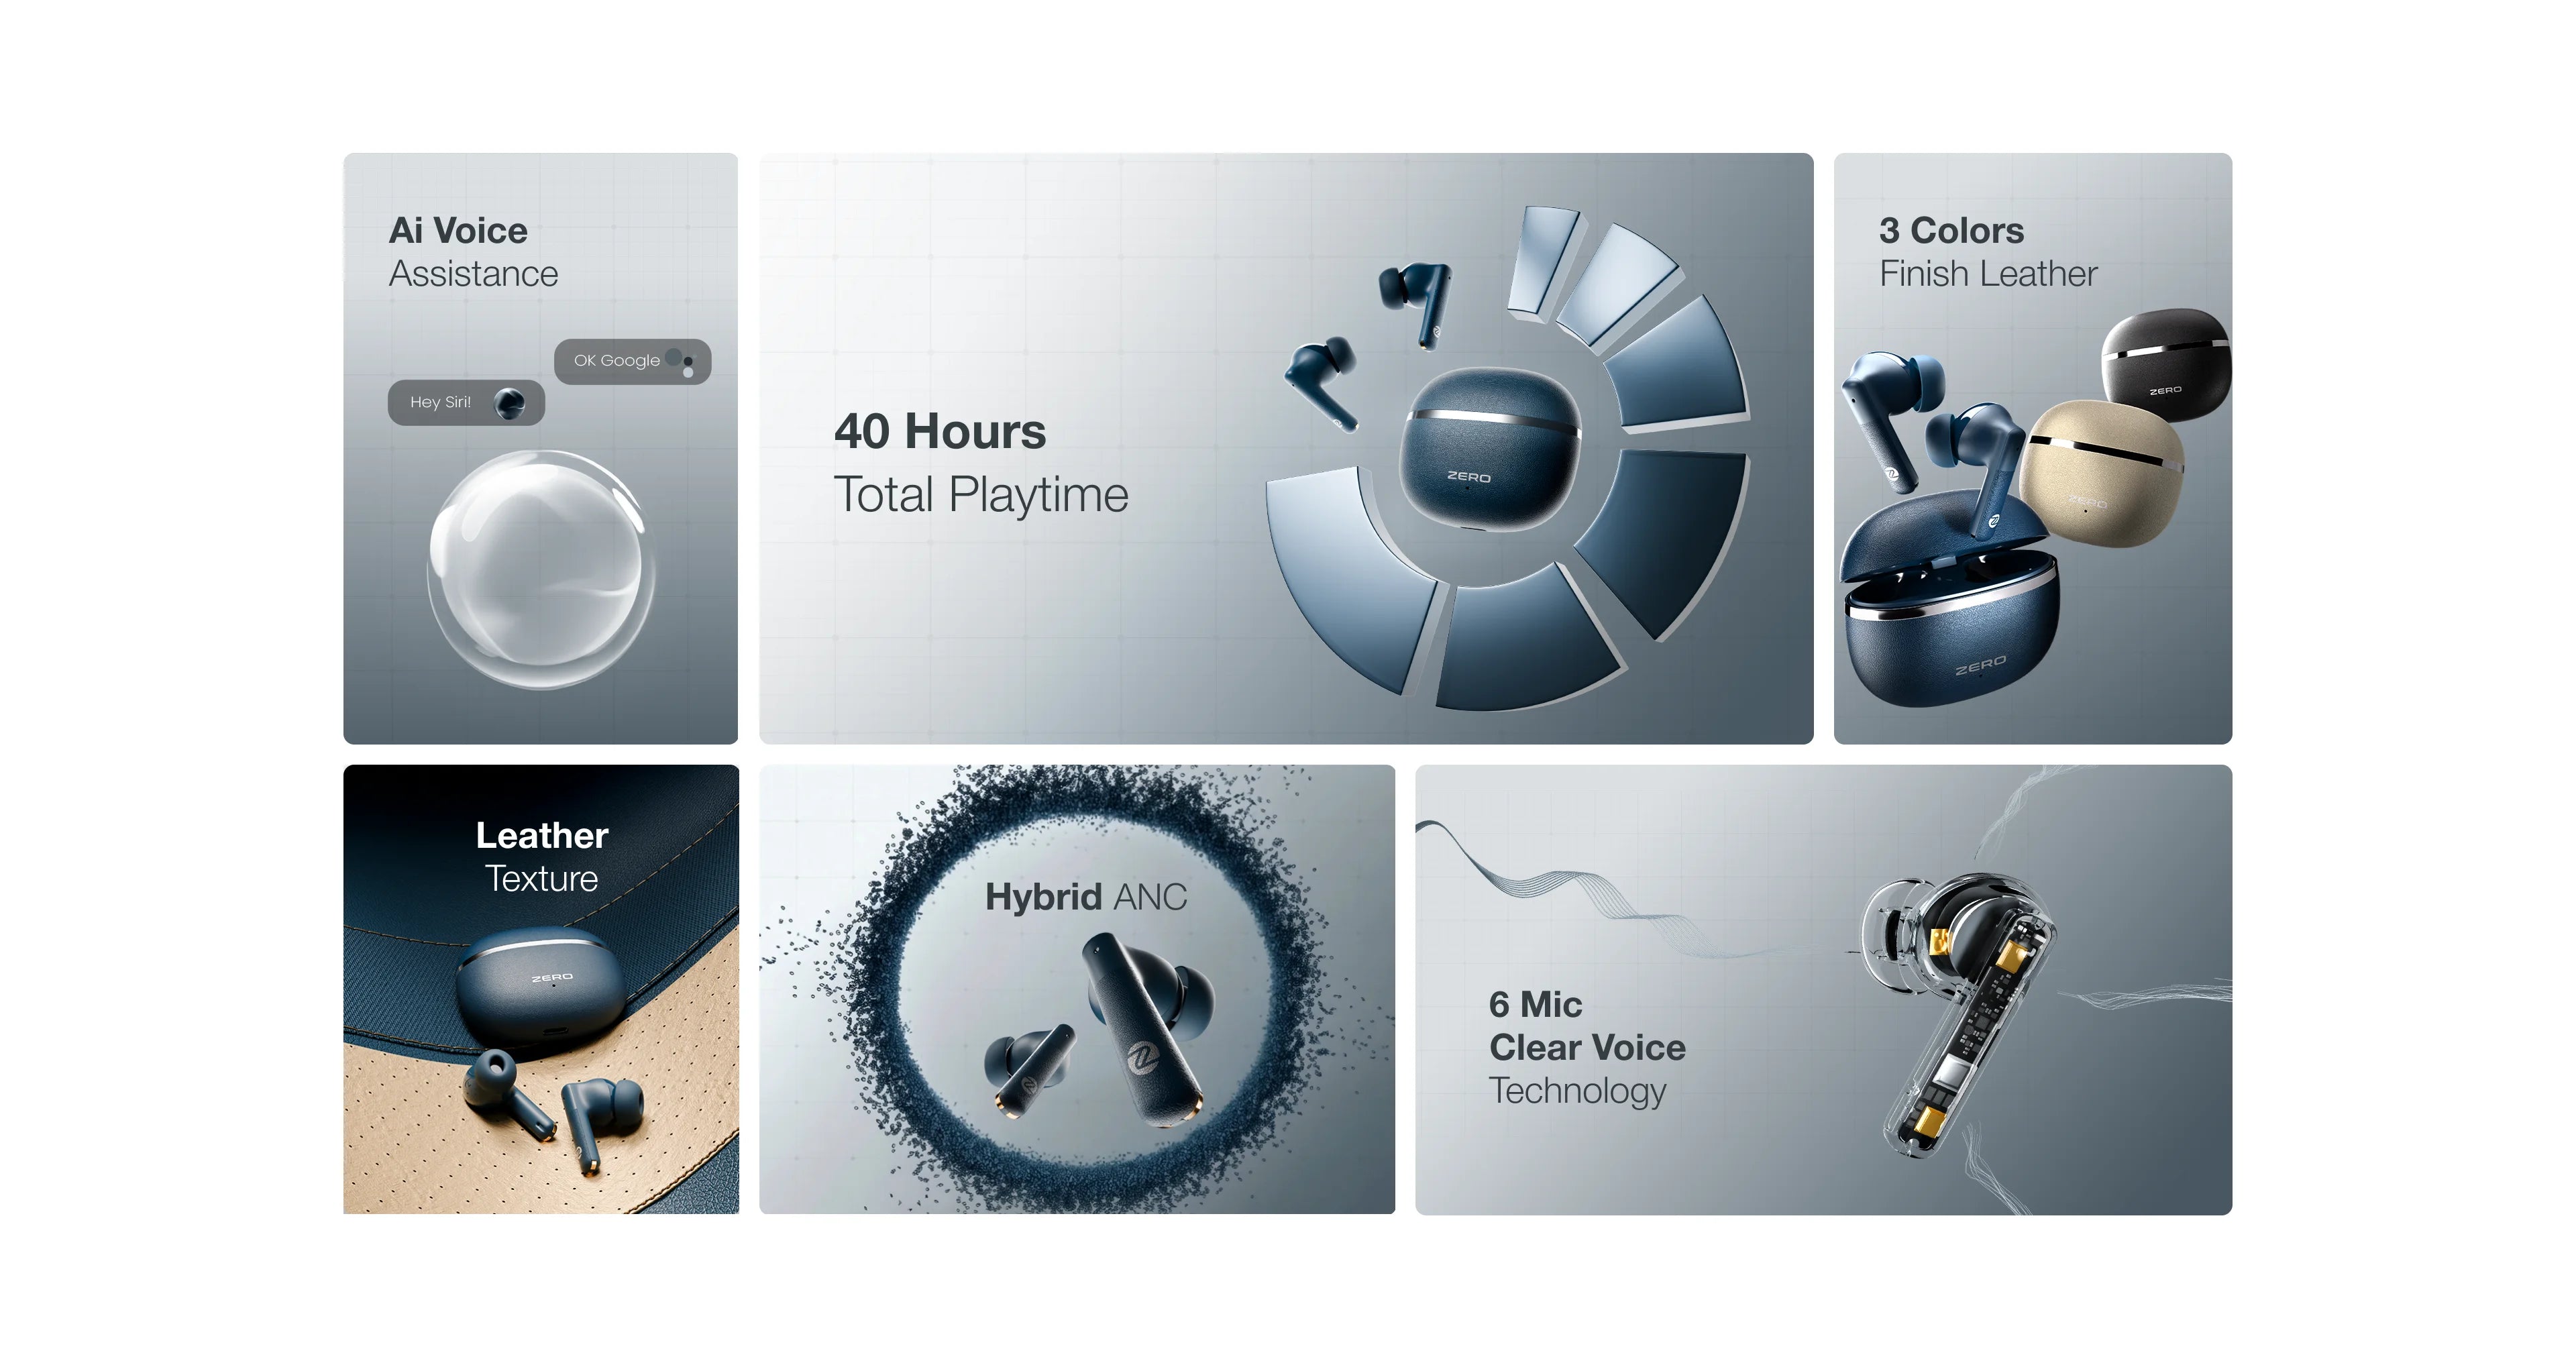 Ai Voice
Assistance
OK Google
Hey Siri!
40 Hours
Total Playtime
ZERO
3 Colors
Finish Leather
ZERO
ZERO
ZERO
Leather
Texture
ZERO
Hybrid ANC
6 Mic
Clear Voice
Technology